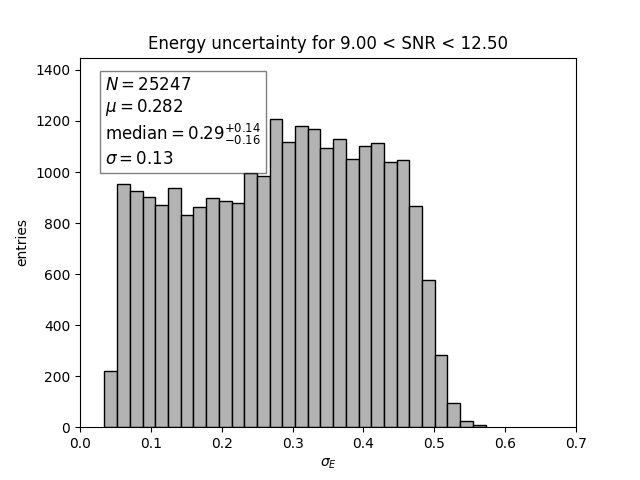 Energy uncertainty for 9.00 < SNR < 12.50
1400
1200
1000
800
600
400
200
0
entries
N = 25247
μ = 0.282
median = 0.29+0.14 −0.16
σ = 0.13
0.0 0.1 0.2 0.3 0.4 0.5 0.6 0.7
σE